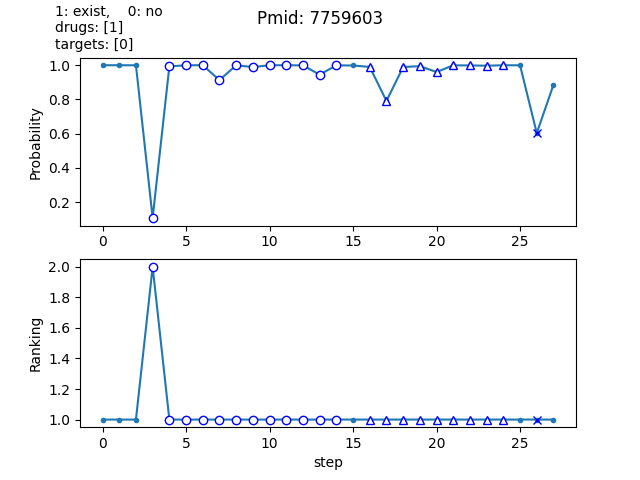 1: exist,    0: no
drugs: [1]
targets: [0]
Pmid: 7759603
1.0
0.8
0.6
0.4
0.2
Probability
0 5 10 15 20 25
2.0
1.8
1.6
1.4
1.2
1.0
Ranking
0 5 10 15 20 25
step